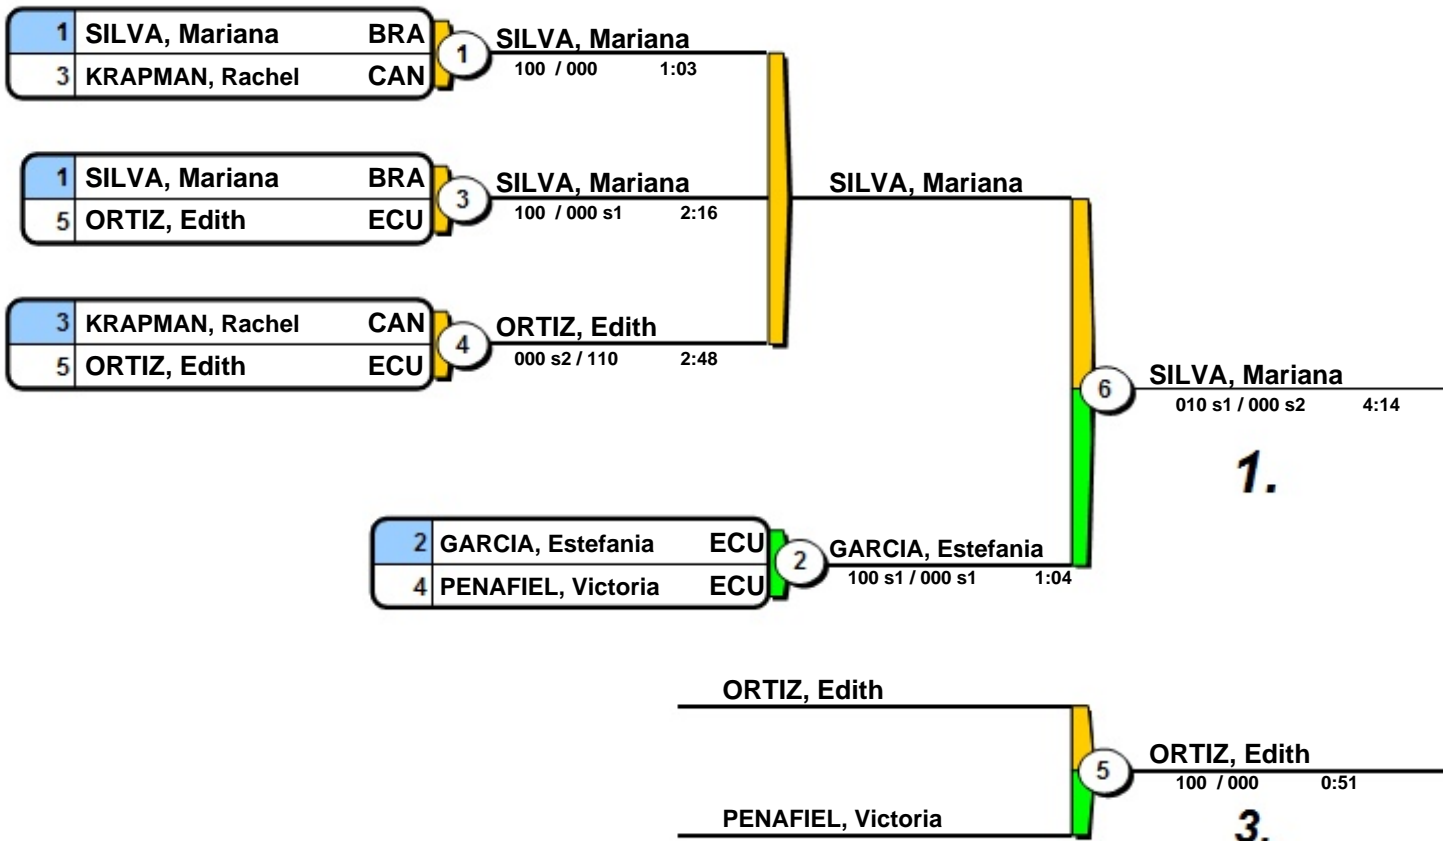 1 SILVA, Mariana BRA
3 KRAPMAN, Rachel CAN
1
SILVA, Mariana
100 / 000 1:03
1 SILVA, Mariana BRA
5 ORTIZ, Edith ECU
3
SILVA, Mariana
100 / 000 s1 2:16
SILVA, Mariana
3 KRAPMAN, Rachel CAN
5 ORTIZ, Edith ECU
4
ORTIZ, Edith
000 s2 / 110 2:48
6
SILVA, Mariana
010 s1 / 000 s2 4:14
1.
2 GARCIA, Estefania ECU
4 PENAFIEL, Victoria ECU
2
GARCIA, Estefania
100 s1 / 000 s1 1:04
ORTIZ, Edith
5
ORTIZ, Edith
100 / 000 0:51
PENAFIEL, Victoria
3.